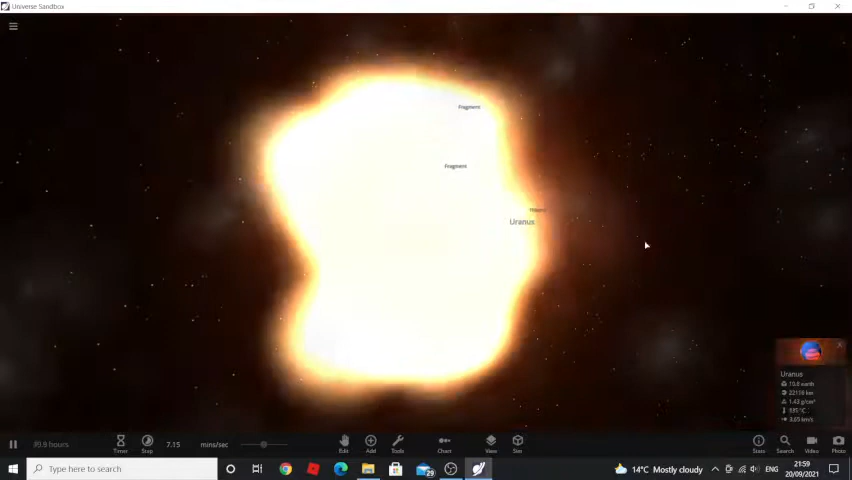 Universe Sandbox
Fragment
Fragment
Uranus
Uranus
10.8 earth
22119 km
1.43 g/cm³
3.65 km/s
Timer
Step
7.15 mins/sec
Edit
Add
Tools
Chart
View
Sim
Stats
Search
Video
Photo
Type here to search
29
14°C Mostly cloudy
ENG
21:59
20/09/2021